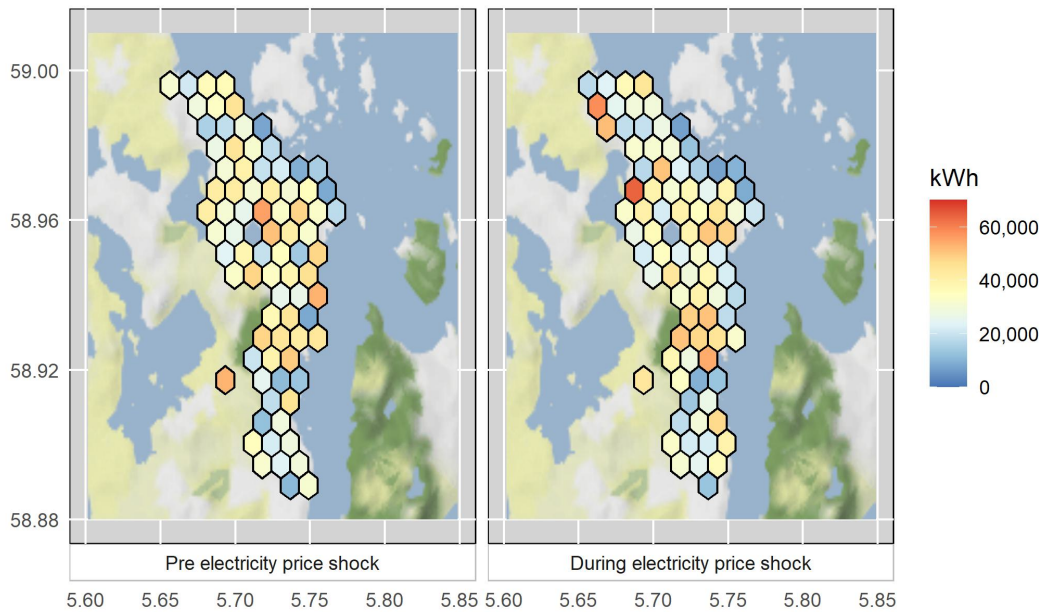 59.00
58.96
58.92
58.88
kWh
60,000
40,000
20,000
0
Pre electricity price shock
During electricity price shock
5.60 5.65 5.70 5.75 5.80 5.85 5.60 5.65 5.70 5.75 5.80 5.85